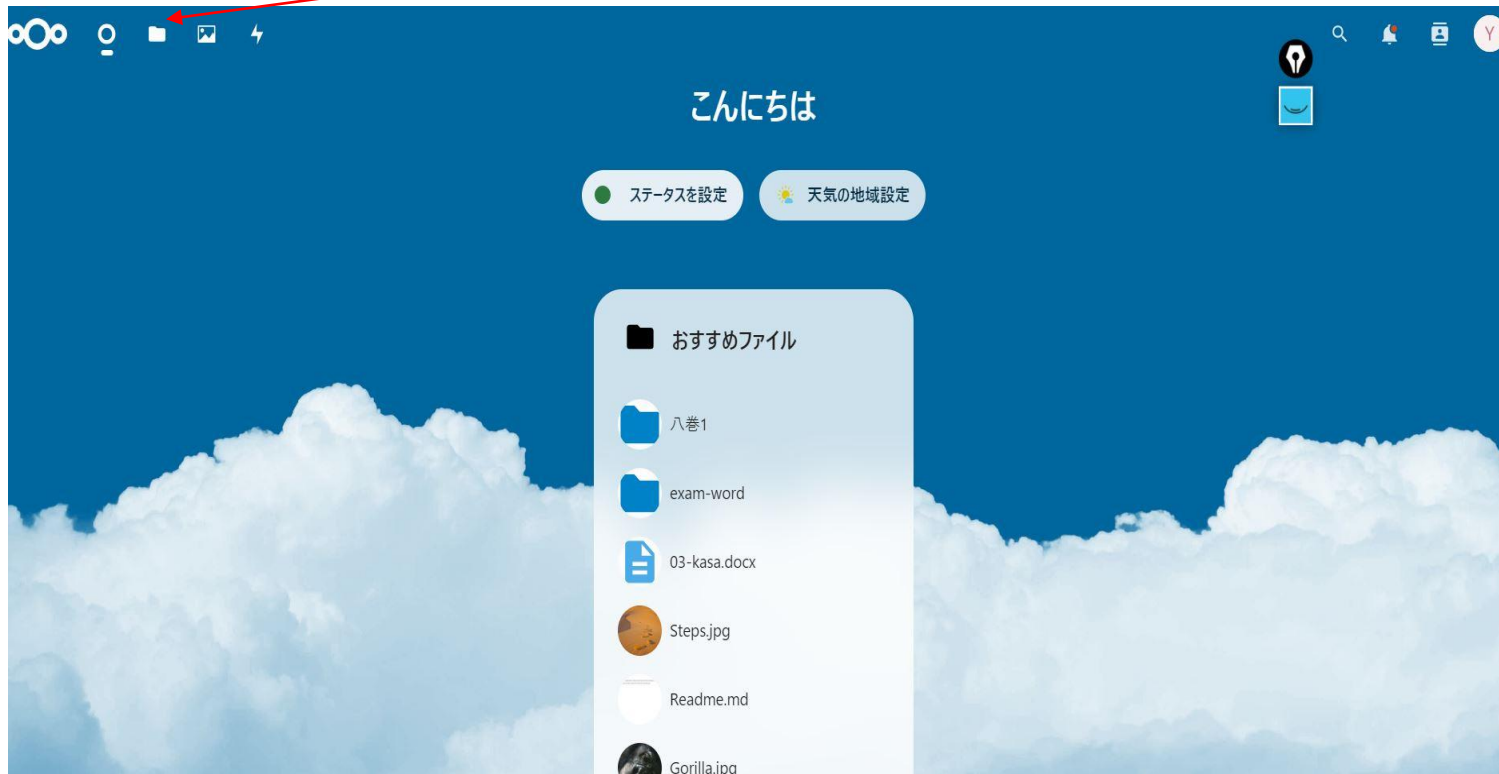 Y
こんにちは
ステータスを設定
天気の地域設定
おすすめファイル
八巻1
exam-word
03-kasa.docx
Steps.jpg
Readme.md
Gorilla.jpg